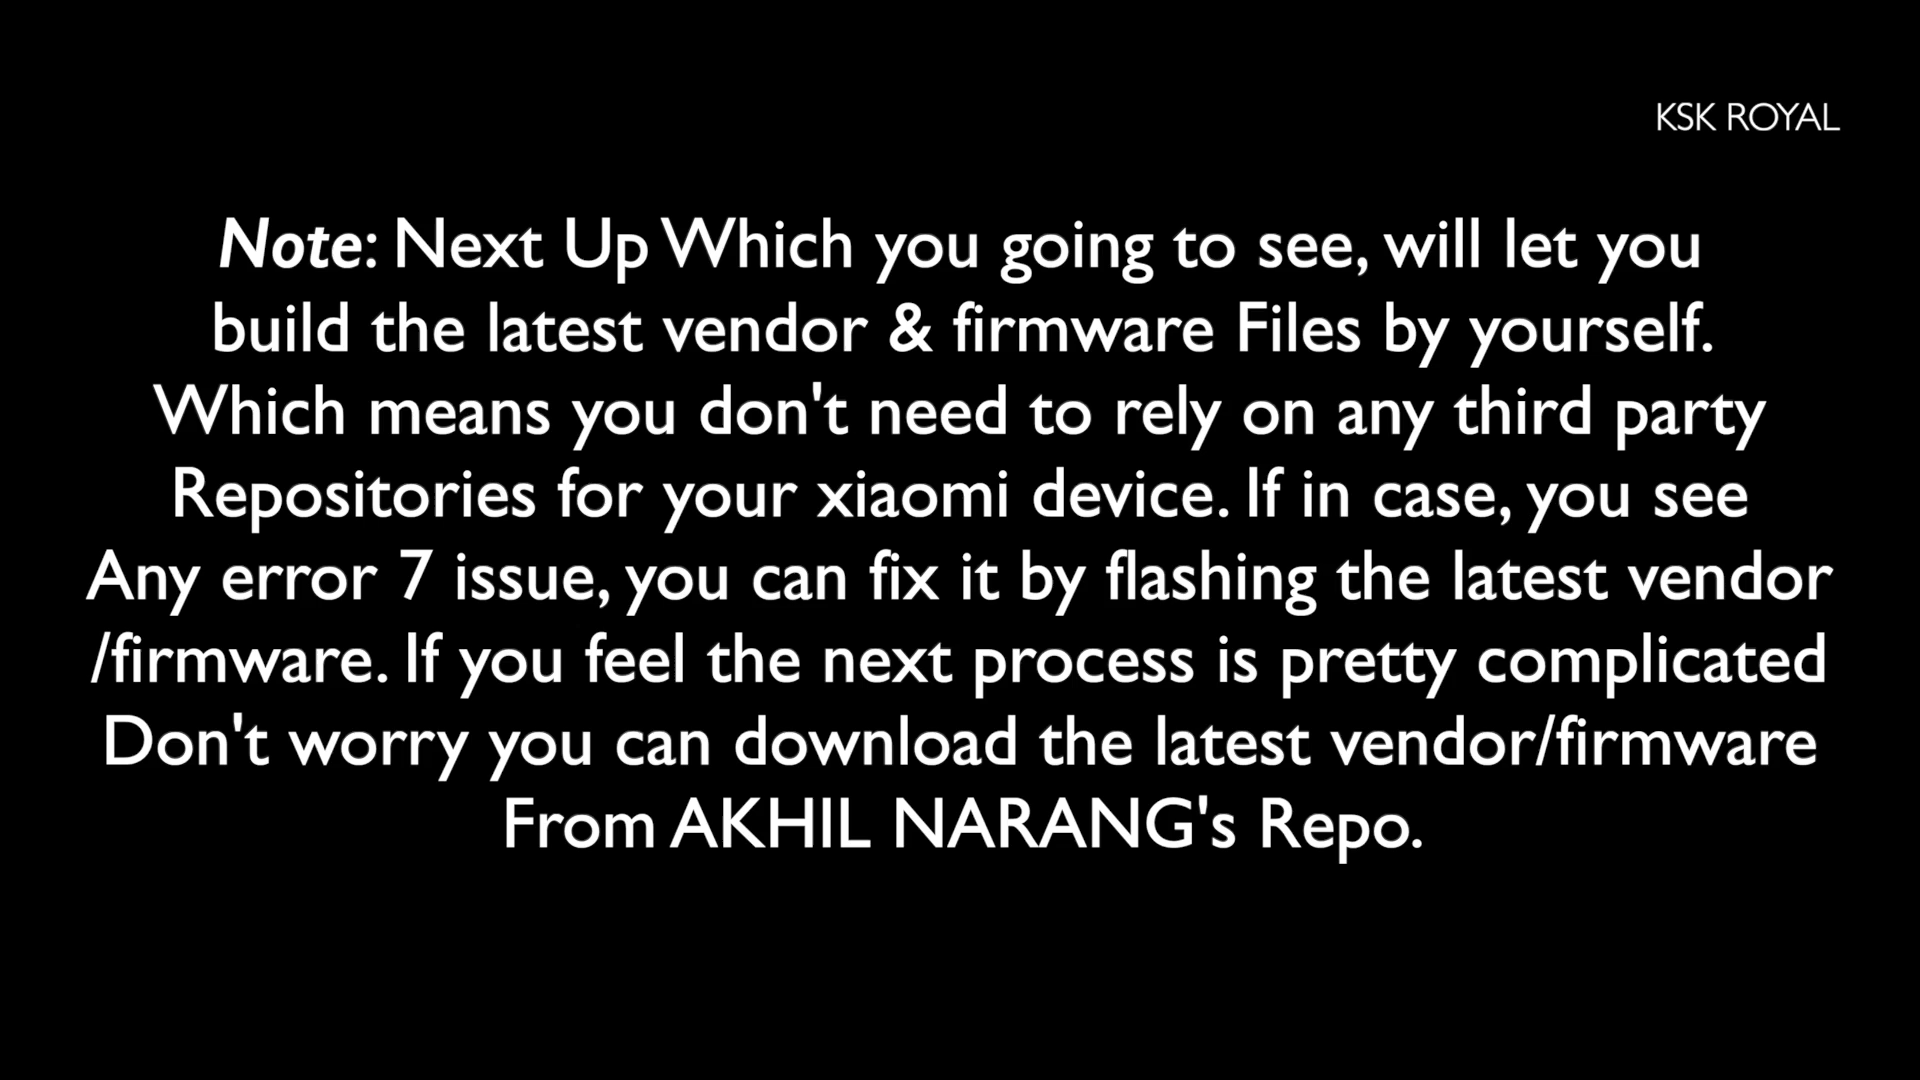 KSK ROYAL
Note: Next Up Which you going to see, will let you
build the latest vendor & firmware Files by yourself.
Which means you don't need to rely on any third party
Repositories for your xiaomi device. If in case, you see
Any error 7 issue, you can fix it by flashing the latest vendor
/firmware. If you feel the next process is pretty complicated
Don't worry you can download the latest vendor/firmware
From AKHIL NARANG's Repo.